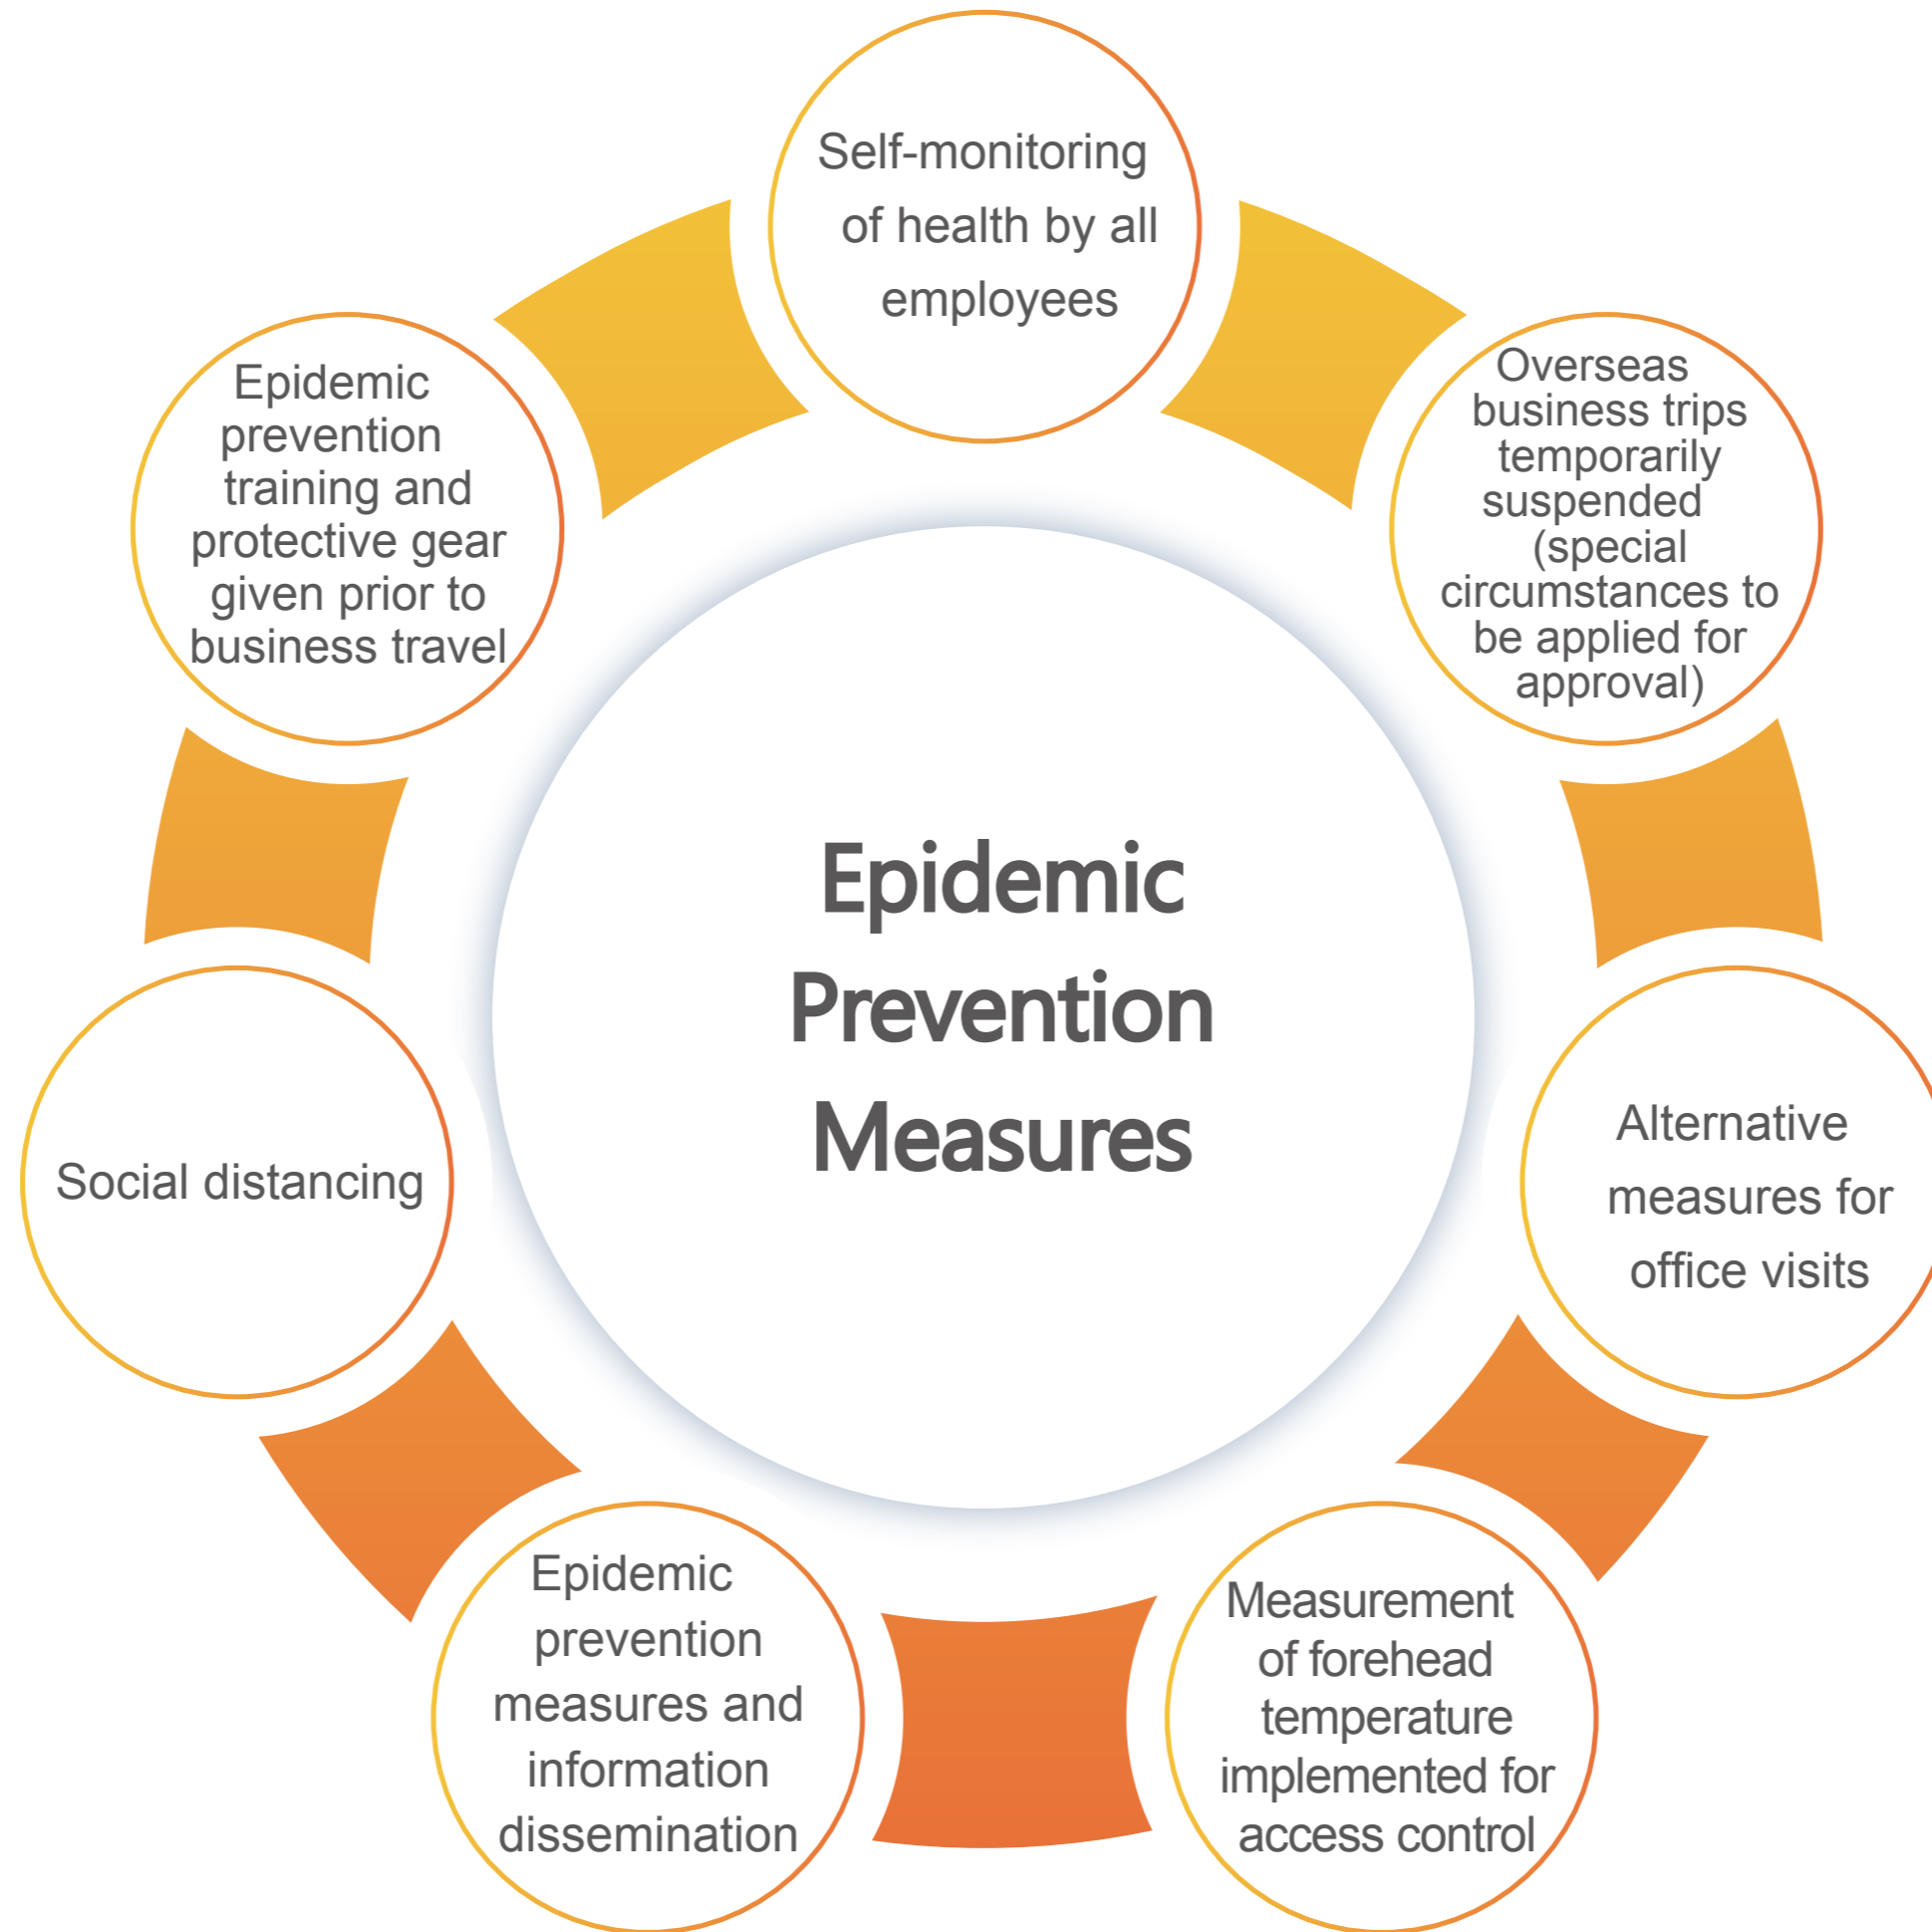 Self-monitoring
of health by all
employees
Overseas
business trips
temporarily
suspended
(special
circumstances to
be applied for
approval)
Alternative
measures for
office visits
Measurement
of forehead
temperature
implemented for
access control
Epidemic
prevention
measures and
information
dissemination
Social distancing
Epidemic
prevention
training and
protective gear
given prior to
business travel
Epidemic
Prevention
Measures